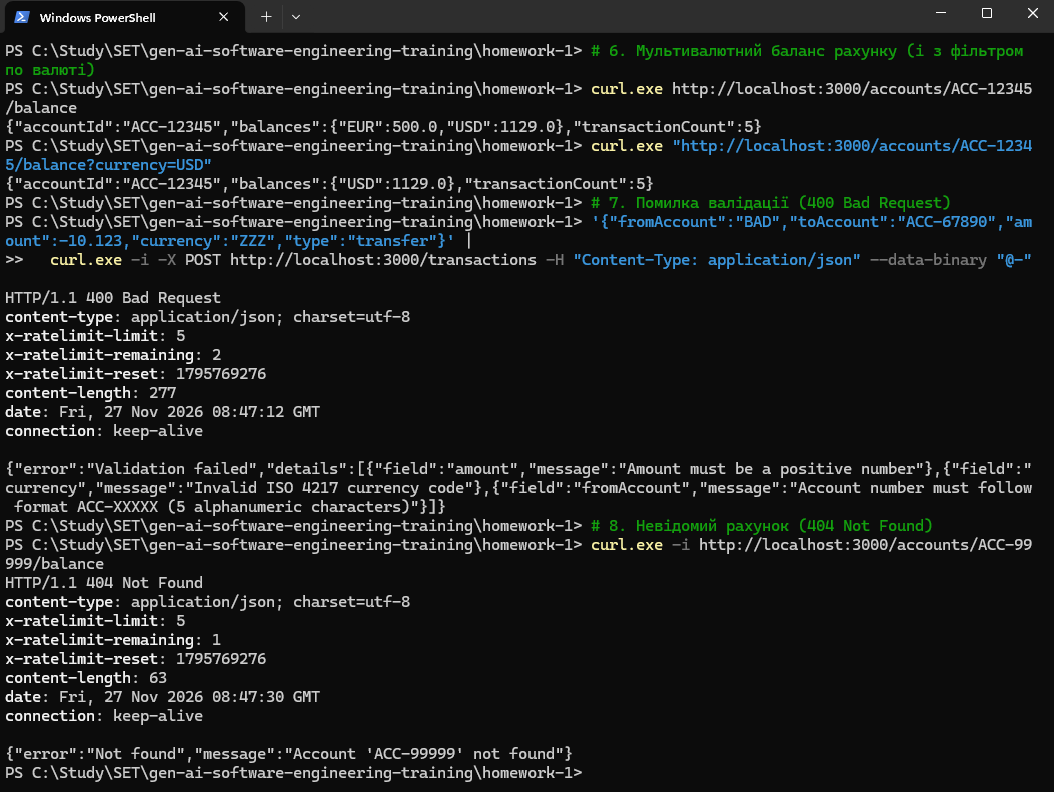 Windows PowerShell
PS C:\Study\SET\gen-ai-software-engineering-training\homework-1> # 6. Мультивалютний баланс рахунку (і з фільтром
по валюті)
PS C:\Study\SET\gen-ai-software-engineering-training\homework-1> curl.exe http://localhost:3000/accounts/ACC-12345
/balance
{"accountId":"ACC-12345","balances":{"EUR":500.0,"USD":1129.0},"transactionCount":5}
PS C:\Study\SET\gen-ai-software-engineering-training\homework-1> curl.exe "http://localhost:3000/accounts/ACC-1234
5/balance?currency=USD"
{"accountId":"ACC-12345","balances":{"USD":1129.0},"transactionCount":5}
PS C:\Study\SET\gen-ai-software-engineering-training\homework-1> # 7. Помилка валідації (400 Bad Request)
PS C:\Study\SET\gen-ai-software-engineering-training\homework-1> '{"fromAccount":"BAD","toAccount":"ACC-67890","am
ount":-10.123,"currency":"ZZZ","type":"transfer"}' |
>>   curl.exe -i -X POST http://localhost:3000/transactions -H "Content-Type: application/json" --data-binary "@-"
HTTP/1.1 400 Bad Request
content-type: application/json; charset=utf-8
x-ratelimit-limit: 5
x-ratelimit-remaining: 2
x-ratelimit-reset: 1795769276
content-length: 277
date: Fri, 27 Nov 2026 08:47:12 GMT
connection: keep-alive
{"error":"Validation failed","details":[{"field":"amount","message":"Amount must be a positive number"},{"field":"
currency","message":"Invalid ISO 4217 currency code"},{"field":"fromAccount","message":"Account number must follow
 format ACC-XXXXX (5 alphanumeric characters)"}]}
PS C:\Study\SET\gen-ai-software-engineering-training\homework-1> # 8. Невідомий рахунок (404 Not Found)
PS C:\Study\SET\gen-ai-software-engineering-training\homework-1> curl.exe -i http://localhost:3000/accounts/ACC-99
999/balance
HTTP/1.1 404 Not Found
content-type: application/json; charset=utf-8
x-ratelimit-limit: 5
x-ratelimit-remaining: 1
x-ratelimit-reset: 1795769276
content-length: 63
date: Fri, 27 Nov 2026 08:47:30 GMT
connection: keep-alive
{"error":"Not found","message":"Account 'ACC-99999' not found"}
PS C:\Study\SET\gen-ai-software-engineering-training\homework-1>